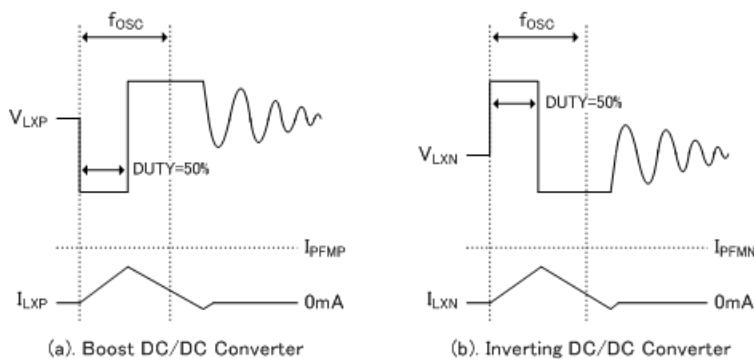 fOSC
VLXP
DUTY=50%
IPFMP
ILXP
0mA
(a). Boost DC/DC Converter
fOSC
DUTY=50%
VLXN
IPFMN
ILXN
0mA
(b). Inverting DC/DC Converter